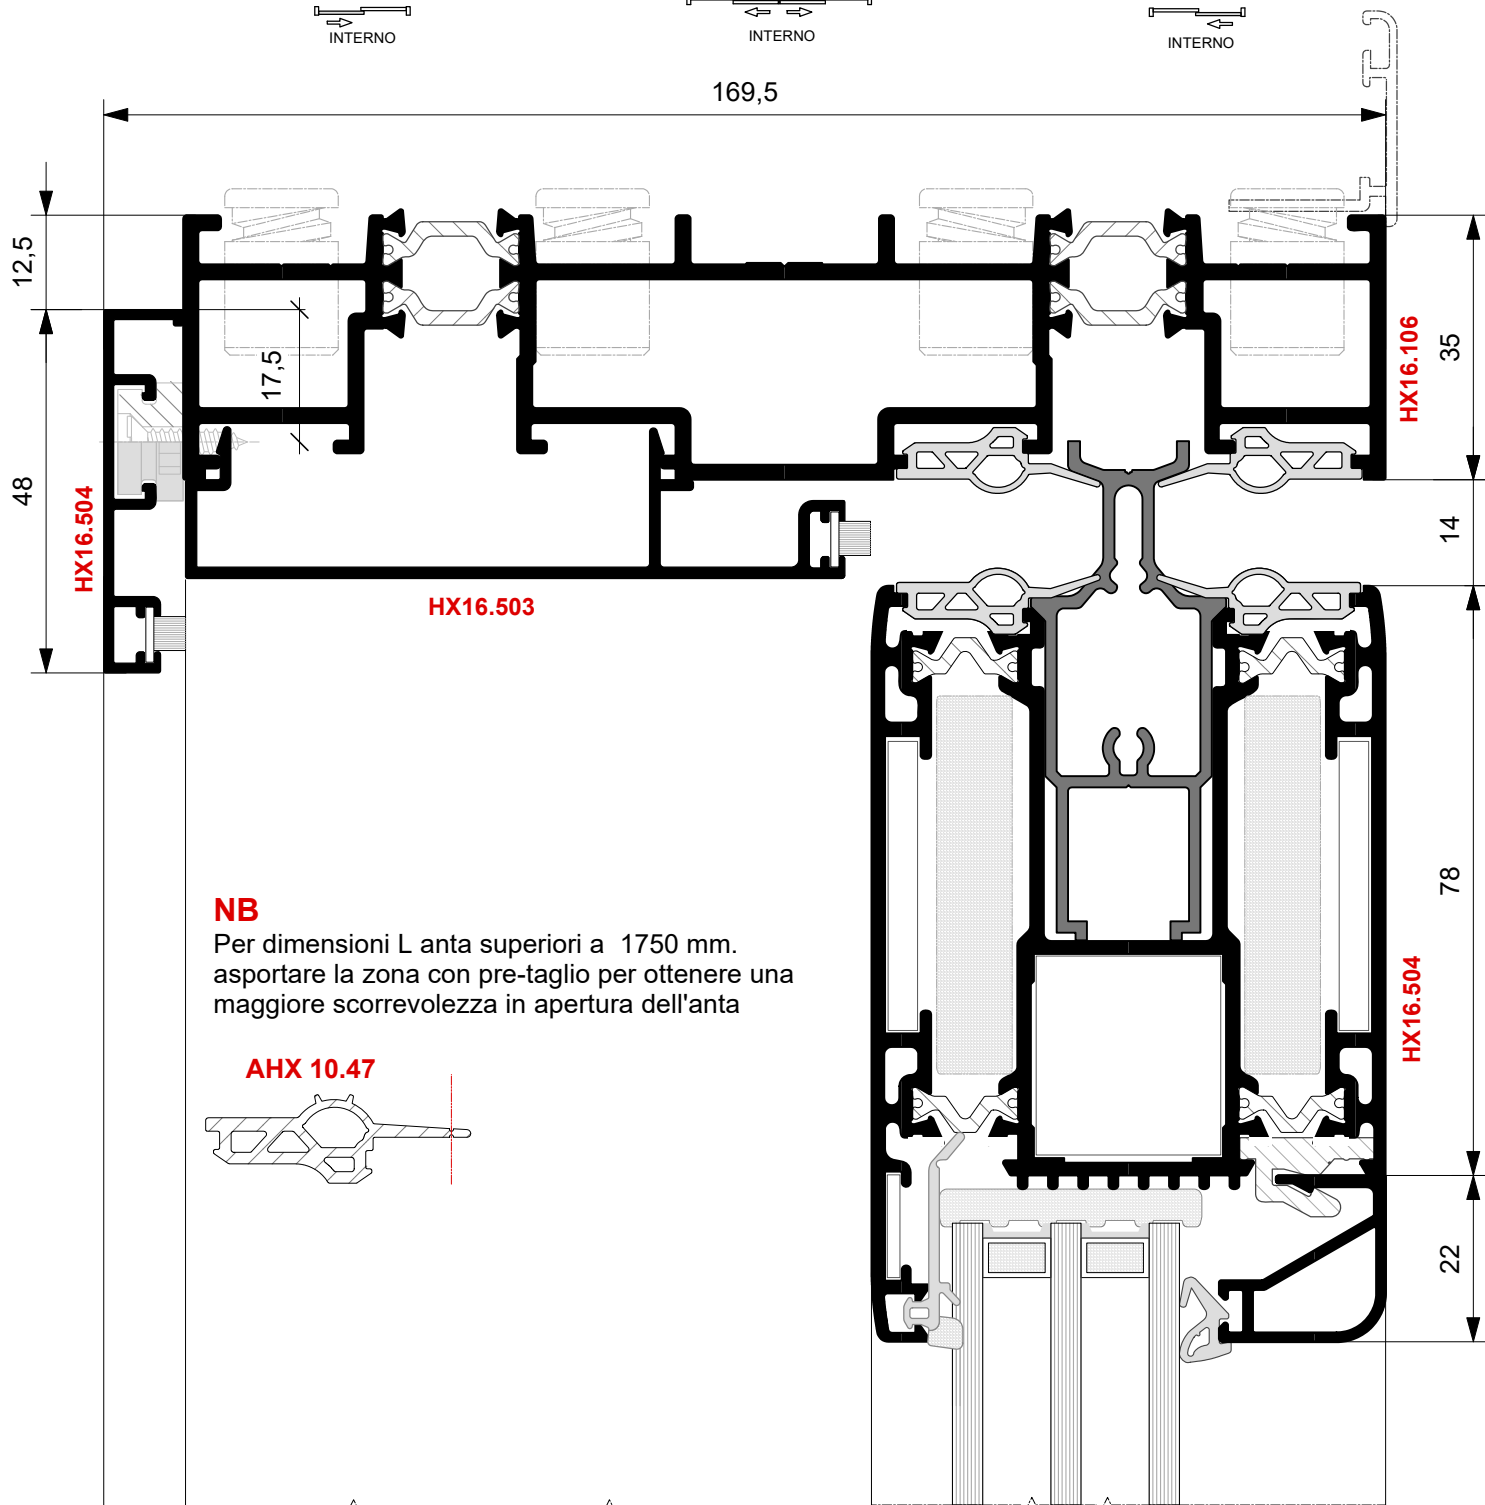 INTERNO
INTERNO
INTERNO
169,5
12,5
17,5
48
HX16.504
HX16.503
HX16.106
35
14
78
HX16.504
22
NB
Per dimensioni L anta superiori a 1750 mm.
asportare la zona con pre-taglio per ottenere una
maggiore scorrevolezza in apertura dell'anta
AHX 10.47